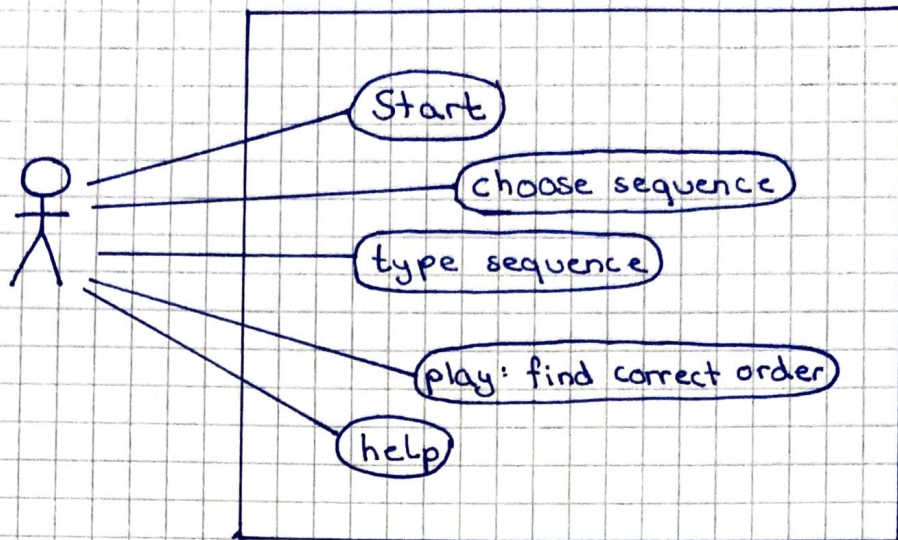 Start
choose sequence
type sequence
play: find correct order
help